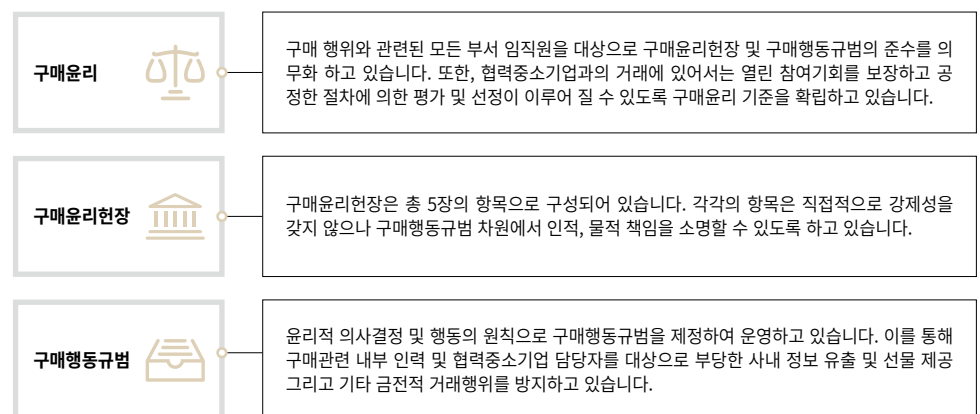 구매윤리
구매 행위와 관련된 모든 부서 임직원을 대상으로 구매윤리헌장 및 구매행동규범의 준수를 의
무화 하고 있습니다. 또한, 협력중소기업과의 거래에 있어서는 열린 참여기회를 보장하고 공
정한 절차에 의한 평가 및 선정이 이루어 질 수 있도록 구매윤리 기준을 확립하고 있습니다.
구매윤리헌장
구매윤리헌장은 총 5장의 항목으로 구성되어 있습니다. 각각의 항목은 직접적으로 강제성을
갖지 않으나 구매행동규범 차원에서 인적, 물적 책임을 소명할 수 있도록 하고 있습니다.
구매행동규범
윤리적 의사결정 및 행동의 원칙으로 구매행동규범을 제정하여 운영하고 있습니다. 이를 통해
구매관련 내부 인력 및 협력중소기업 담당자를 대상으로 부당한 사내 정보 유출 및 선물 제공
그리고 기타 금전적 거래행위를 방지하고 있습니다.